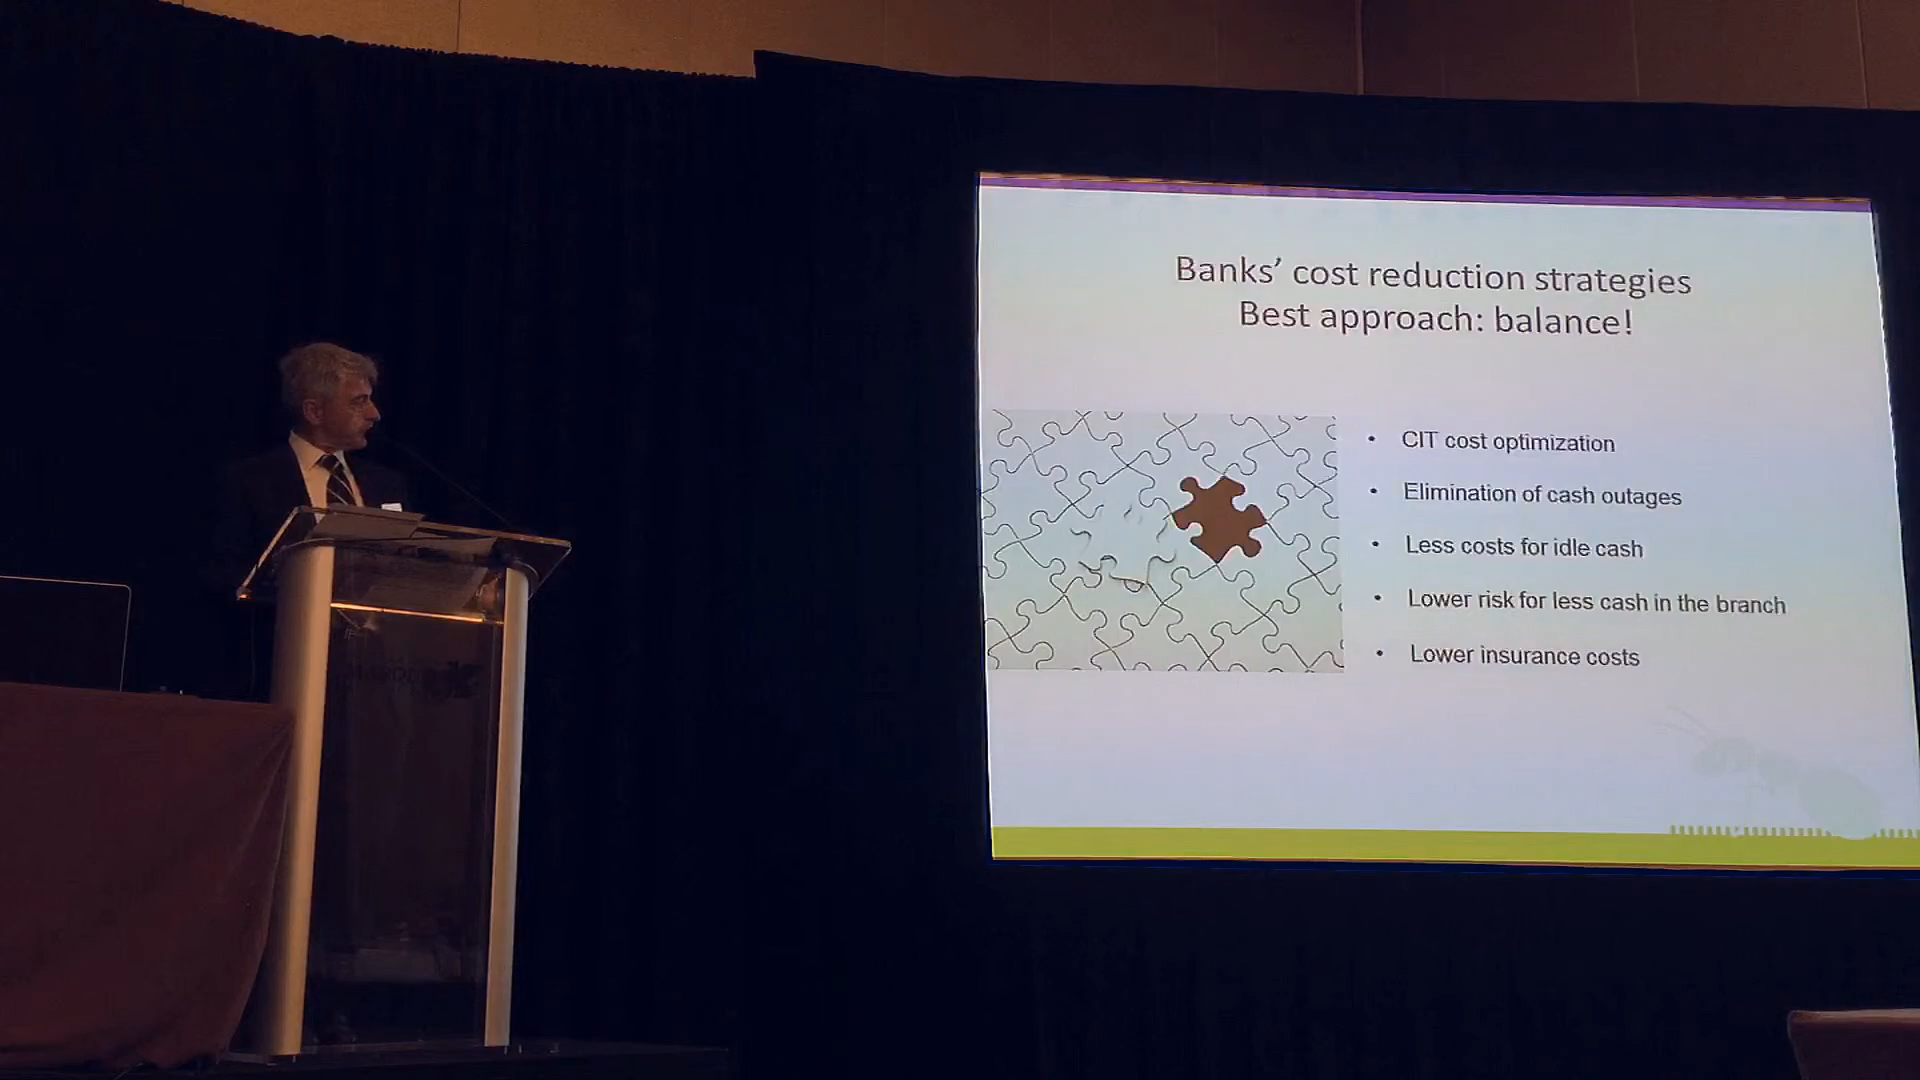 Banks' cost reduction strategies
Best approach: balance!
• CIT cost optimization
• Elimination of cash outages
• Less costs for idle cash
• Lower risk for less cash in the branch
• Lower insurance costs